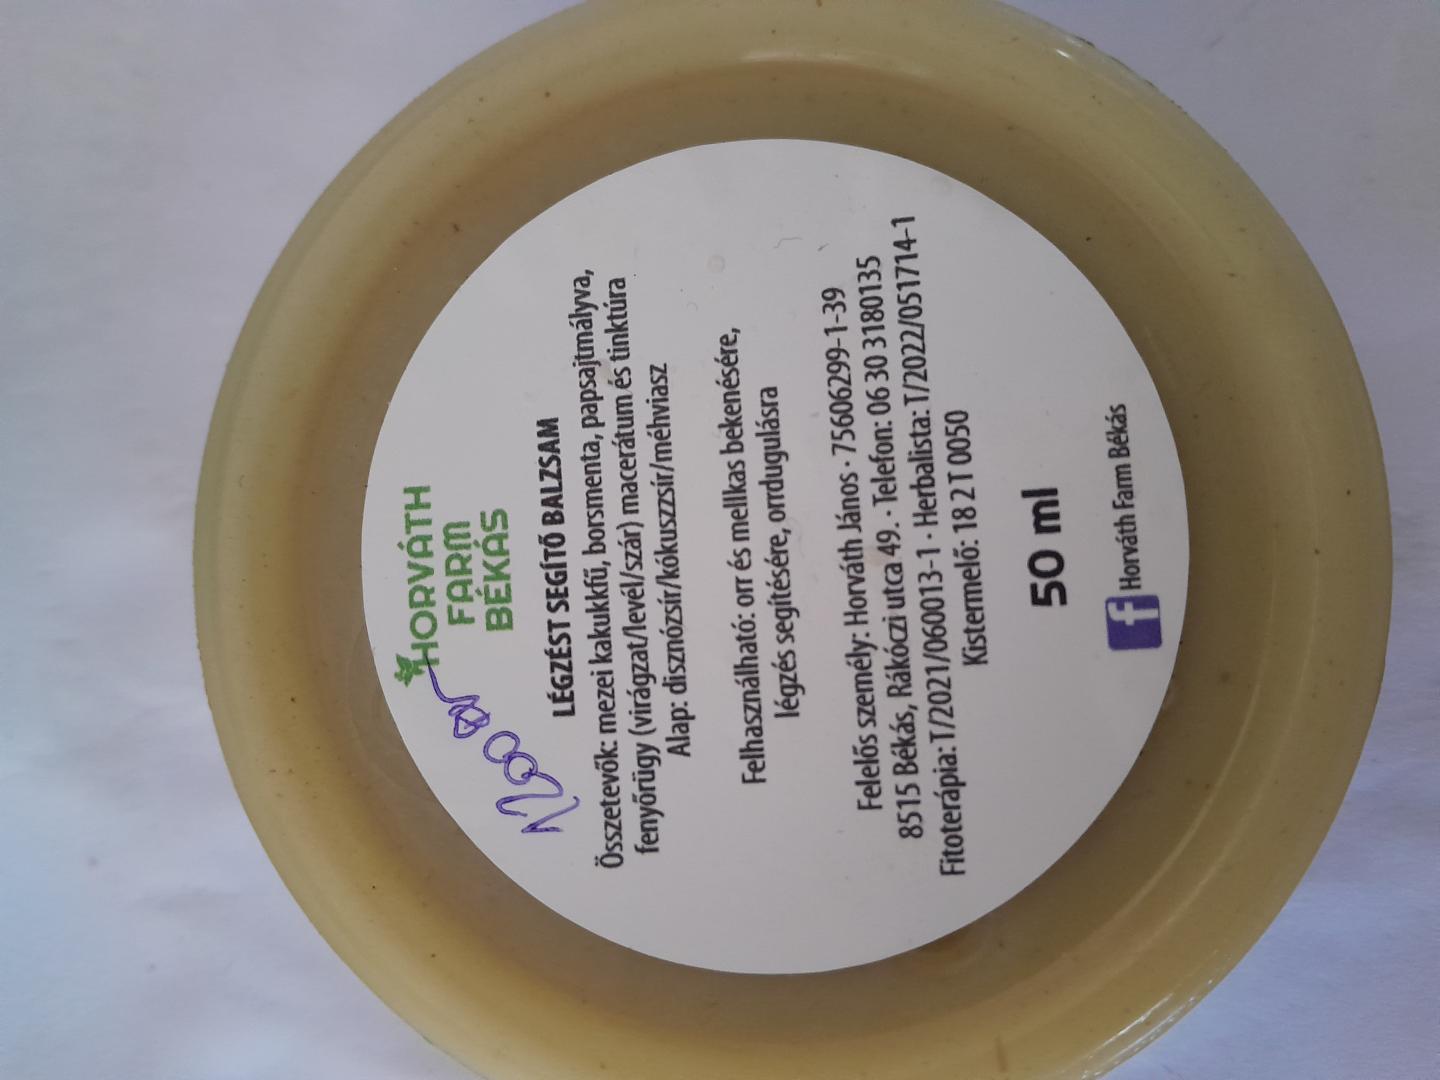 HORVÁTH
FARM
BÉKÁS
LÉGZÉST SEGÍTŐ BALZSAM
Összetevők: mezei kakukkfű, borsmenta, papsajtmályva,
fenyőrügy (virágzat/levél/szár) macerátum és tinktúra
Alap: disznózsír/kókuszzsír/méhviasz
Felhasználható: orr és mellkas bekenésére,
légzés segítésére, orrdugulásra
Felelős személy: Horváth János · 75606299-1-39
8515 Békás, Rákóczi utca 49. · Telefon: 06 30 3180135
Fitoterápia: T/2021/060013-1 · Herbalista: T/2022/051714-1
Kistermelő: 18 2 T 0050
50 ml
f Horváth Farm Békás